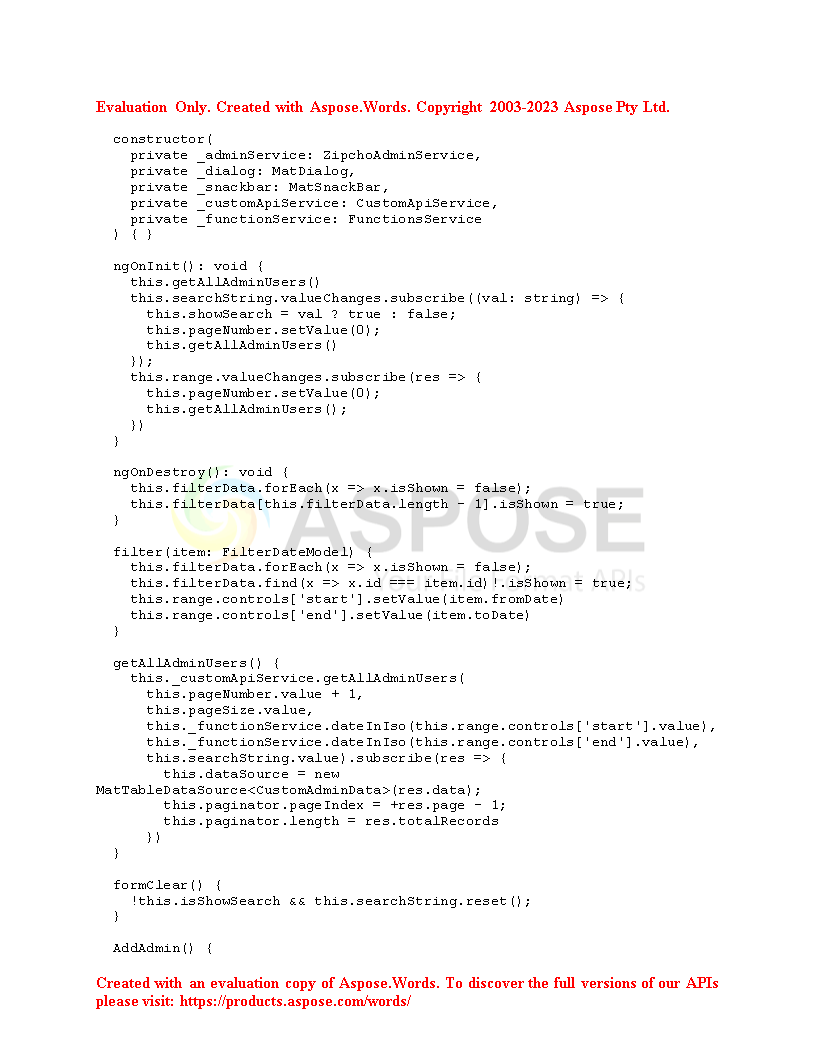 Evaluation Only. Created with Aspose.Words. Copyright 2003-2023 Aspose Pty Ltd.
constructor(
private _adminService: ZipchoAdminService,
private _dialog: MatDialog,
private _snackbar: MatSnackBar,
private _customApiService: CustomApiService,
private _functionService: FunctionsService
) { }
ngOnInit(): void {
this.getAllAdminUsers()
this.searchString.valueChanges.subscribe((val: string) => {
this.showSearch = val ? true : false;
this.pageNumber.setValue(0);
this.getAllAdminUsers()
});
this.range.valueChanges.subscribe(res => {
this.pageNumber.setValue(0);
this.getAllAdminUsers();
})
}
ngOnDestroy(): void {
this.filterData.forEach(x => x.isShown = false);
this.filterData[this.filterData.length - 1].isShown = true;
}
ASPOSE
filter(item: FilterDateModel) {
this.filterData.forEach(x => x.isShown = false);
this.filterData.find(x => x.id === item.id)!.isShown = true;
Your File Format APIs
this.range.controls['start'].setValue(item.fromDate)
this.range.controls['end'].setValue(item.toDate)
}
getAllAdminUsers() {
this._customApiService.getAllAdminUsers(
this.pageNumber.value + 1,
this.pageSize.value,
this._functionService.dateInIso(this.range.controls['start'].value),
this._functionService.dateInIso(this.range.controls['end'].value),
this.searchString.value).subscribe(res => {
this.dataSource = new
MatTableDataSource<CustomAdminData>(res.data);
this.paginator.pageIndex = +res.page - 1;
this.paginator.length = res.totalRecords
})
}
formClear() {
!this.isShowSearch && this.searchString.reset();
}
AddAdmin() {
Created with an evaluation copy of Aspose.Words. To discover the full versions of our APIs
please visit: https://products.aspose.com/words/